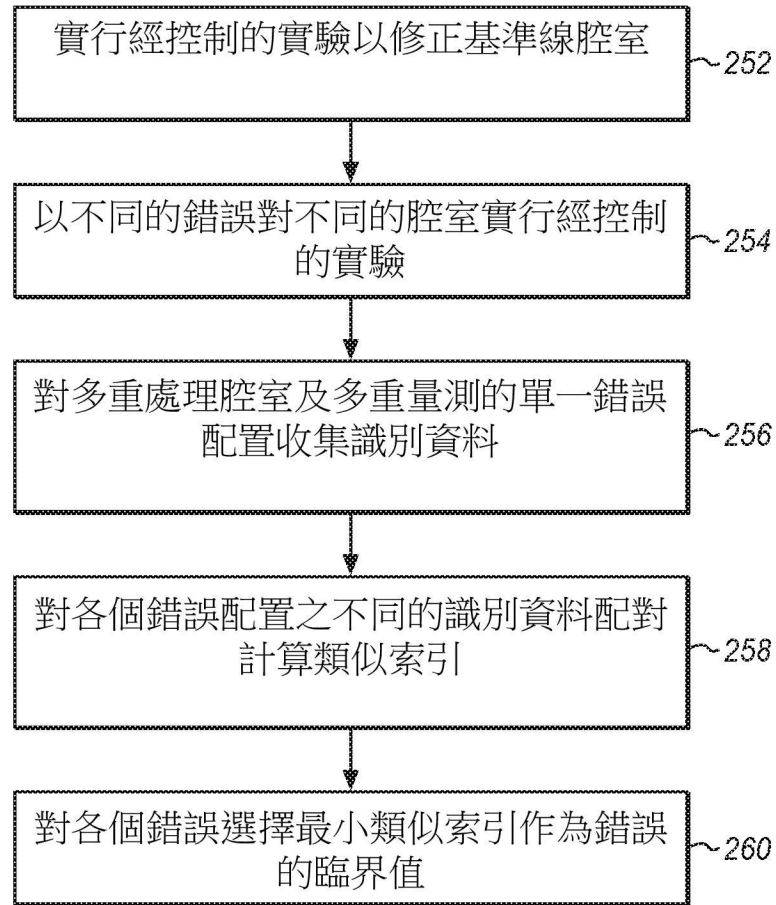 實行經控制的實驗以修正基準線腔室
252
以不同的錯誤對不同的腔室實行經控制
的實驗
254
對多重處理腔室及多重量測的單一錯誤
配置收集識別資料
256
對各個錯誤配置之不同的識別資料配對
計算類似索引
258
對各個錯誤選擇最小類似索引作為錯誤
的臨界值
260